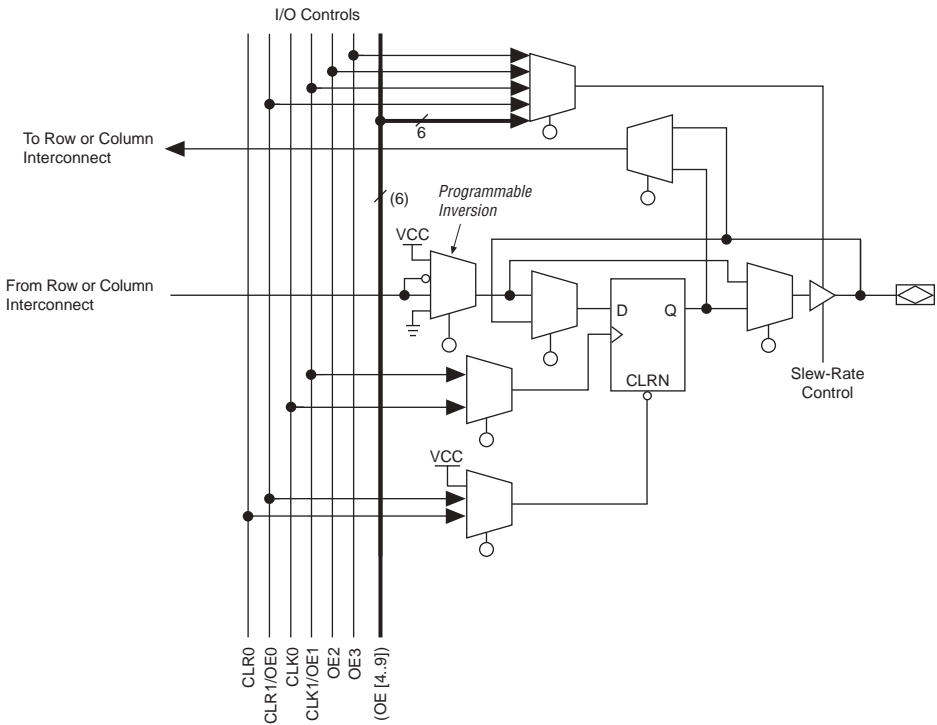 I/O Controls
6
To Row or Column
Interconnect
(6)
Programmable
Inversion
VCC
From Row or Column
Interconnect
D
Q
CLRN
Slew-Rate
Control
VCC
CLR0
CLR1/OE0
CLK0
CLK1/OE1
OE2
OE3
(OE [4..9])